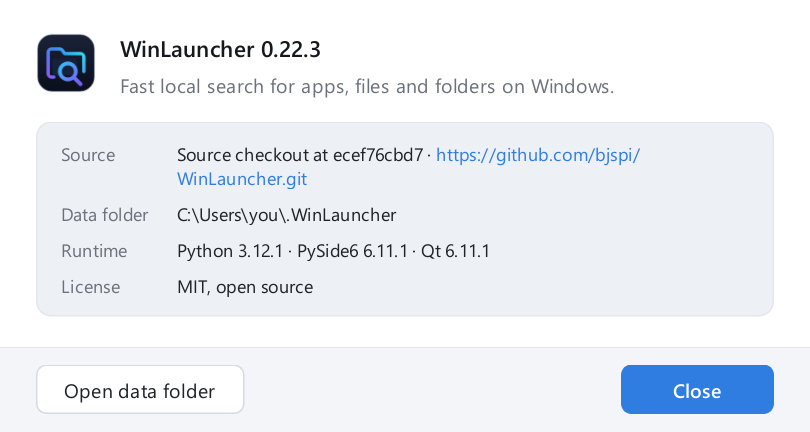 WinLauncher 0.22.3
Fast local search for apps, files and folders on Windows.
Source Source checkout at ecef76cbd7 · https://github.com/bjspi/
WinLauncher.git
Data folder C:\Users\you\.WinLauncher
Runtime Python 3.12.1 · PySide6 6.11.1 · Qt 6.11.1
License MIT, open source
Open data folder Close